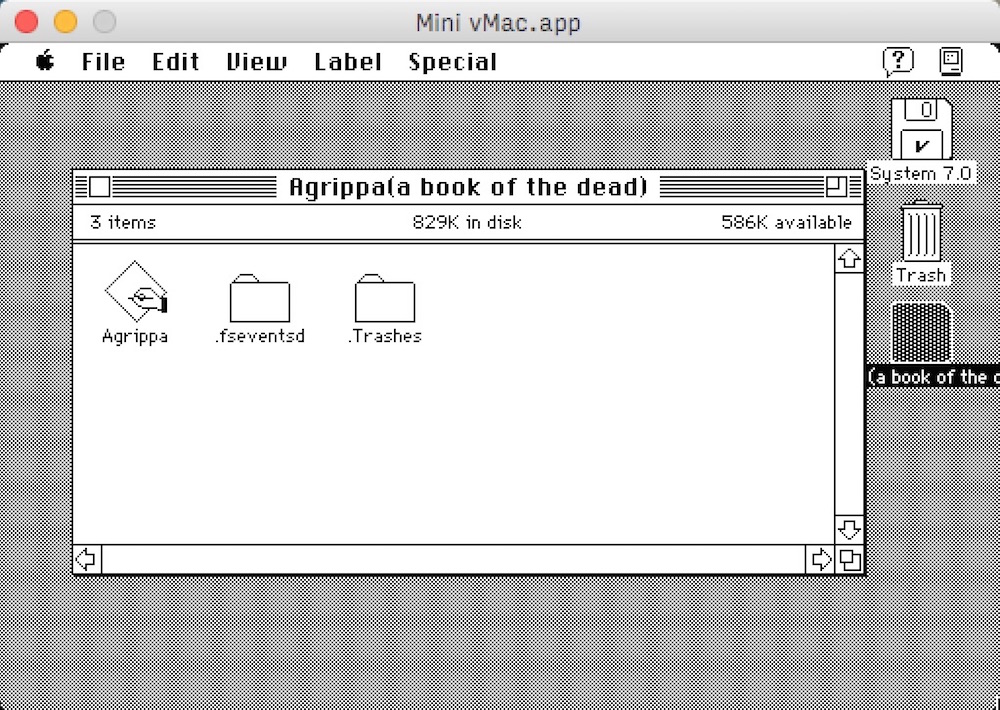 Mini vMac.app
File Edit View Label Special
?
0
System 7.0
Agrippa(a book of the dead)
3 items 829K in disk 586K available
Agrippa .fseventsd .Trashes
Trash
(a book of the